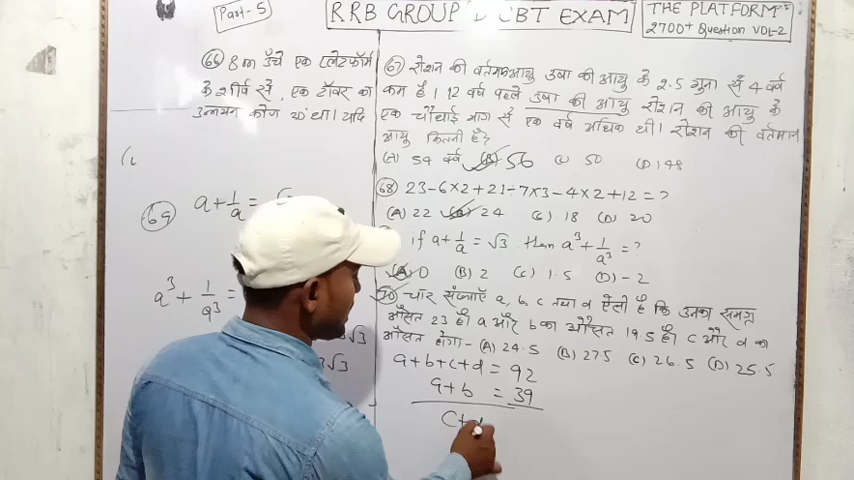 Part-5
RRB GROUP D CBT EXAM
THE PLATFORM
2700+ Question VOL-2
66 8m ऊँचे एक प्लेटफॉर्म
के शीर्ष से, एक टॉवर का
उन्नयन कोण था। यदि
67 रोशन की वर्तमान आयु उषा की आयु के 2.5 गुना से 4 वर्ष
कम है। 12 वर्ष पहले उषा की आयु रोशन की आयु के
एक चौथाई भाग से एक वर्ष अधिक थी। रोशन की वर्तमान
आयु कितनी है?
(A) 54 वर्ष (B) 56 (C) 50 (D) 48
68 23-6×2+21÷7×3-4×2+12=?
(A) 22 (B) 24 (C) 18 (D) 20
if a+1/a = √3 then a³+1/a³ = ?
(A) 0 (B) 2 (C) 1.5 (D) -2
70 चार संख्याएँ a, b, c तथा d ऐसी है कि उनका समग्र
औसत 23 है। a और b का औसत 19.5 है। c और d का
औसत होगा- (A) 24.5 (B) 27.5 (C) 26.5 (D) 25.5
a+b+c+d = 92
a+b = 39
c+d
69 a+1/a =
a³+1/a³ =